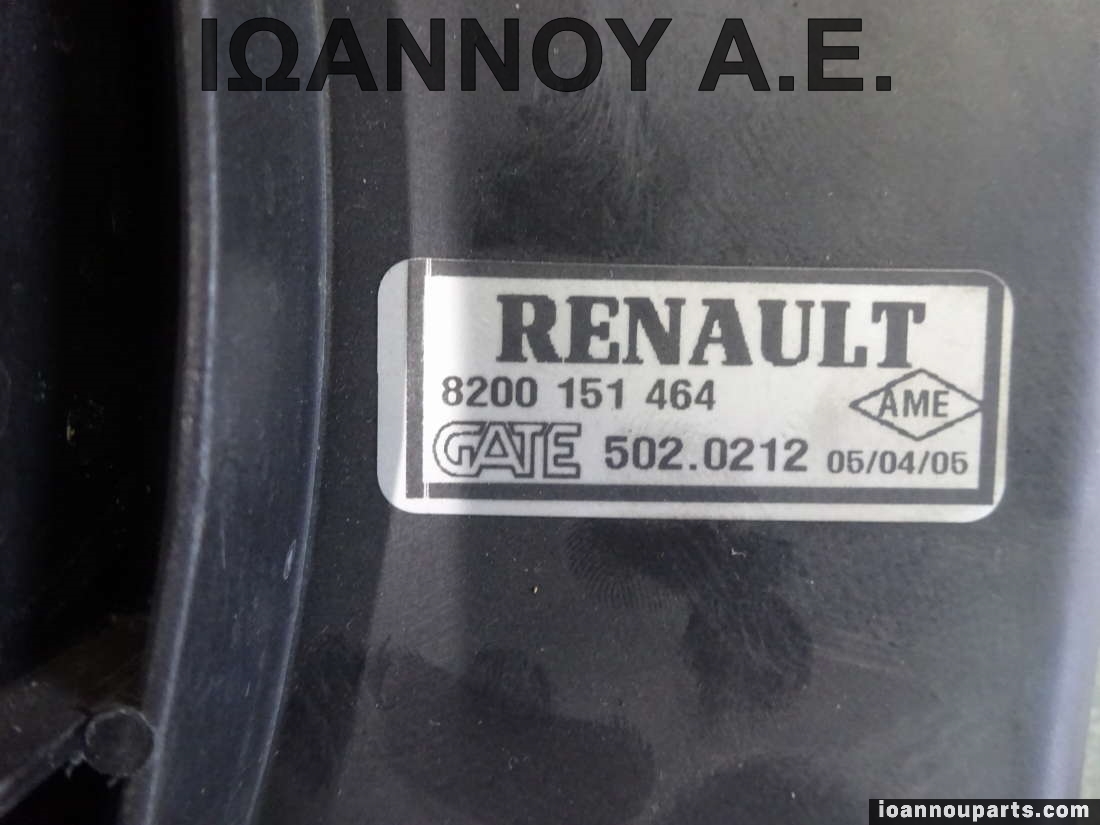 ΙΩΑΝΝΟΥ Α.Ε.
RENAULT
8200 151 464
AME
GATE 502.0212 05/04/05
ioannouparts.com